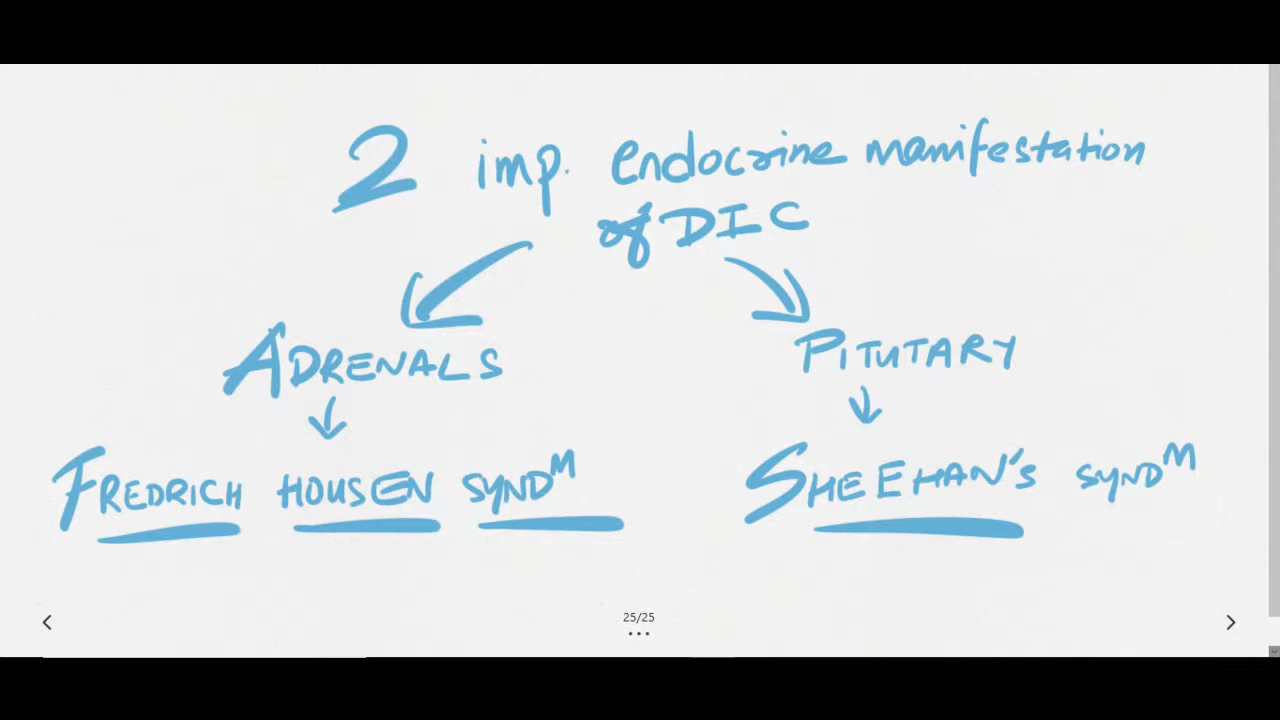 2 imp. endocrine manifestation
of DIC
ADRENALS
PITUTARY
FREDRICH HOUSEN SYNDM
SHEEHAN'S SYNDM
25/25